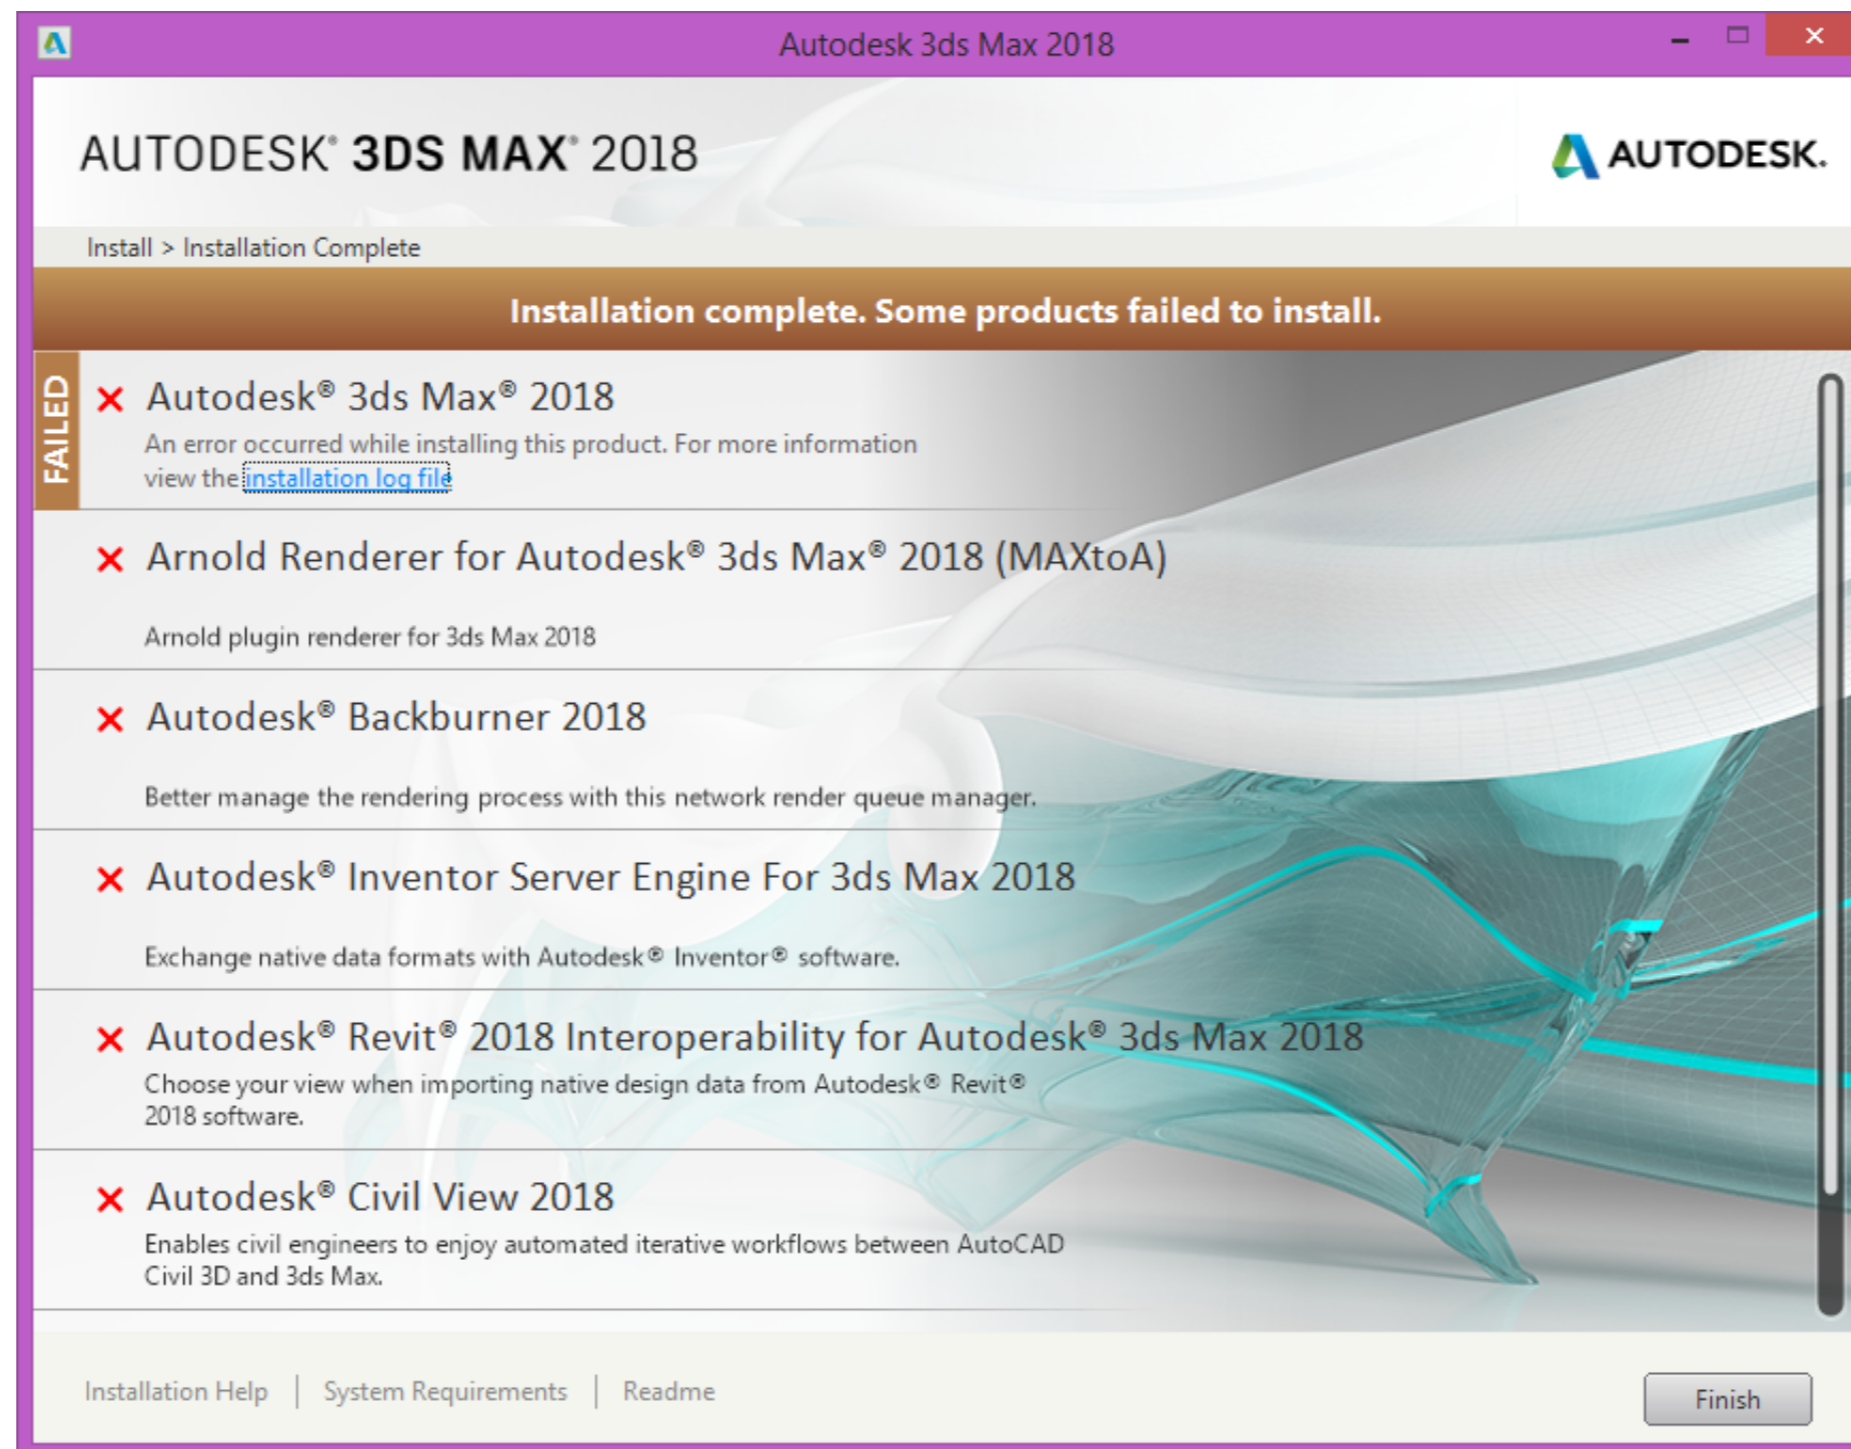 Autodesk 3ds Max 2018
AUTODESK® 3DS MAX® 2018
AUTODESK.
Install > Installation Complete
Installation complete. Some products failed to install.
FAILED
Autodesk® 3ds Max® 2018
An error occurred while installing this product. For more information
view the installation log file
Arnold Renderer for Autodesk® 3ds Max® 2018 (MAXtoA)
Arnold plugin renderer for 3ds Max 2018
Autodesk® Backburner 2018
Better manage the rendering process with this network render queue manager.
Autodesk® Inventor Server Engine For 3ds Max 2018
Exchange native data formats with Autodesk® Inventor® software.
Autodesk® Revit® 2018 Interoperability for Autodesk® 3ds Max 2018
Choose your view when importing native design data from Autodesk® Revit®
2018 software.
Autodesk® Civil View 2018
Enables civil engineers to enjoy automated iterative workflows between AutoCAD
Civil 3D and 3ds Max.
Installation Help | System Requirements | Readme
Finish